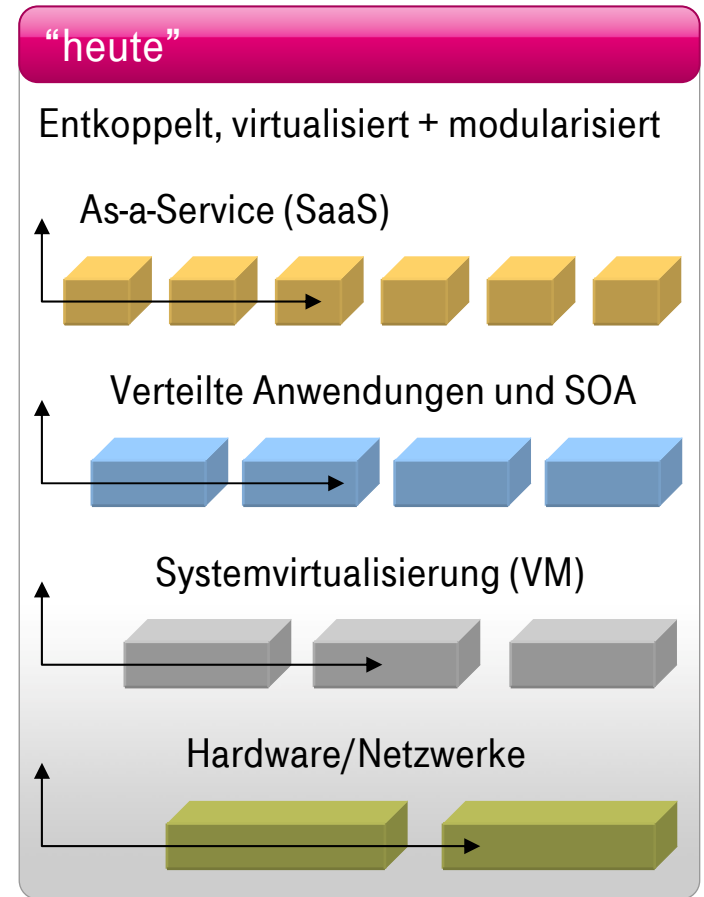 “heute”
Entkoppelt, virtualisiert + modularisiert
As-a-Service (SaaS)
Verteilte Anwendungen und SOA
Systemvirtualisierung (VM)
Hardware/Netzwerke